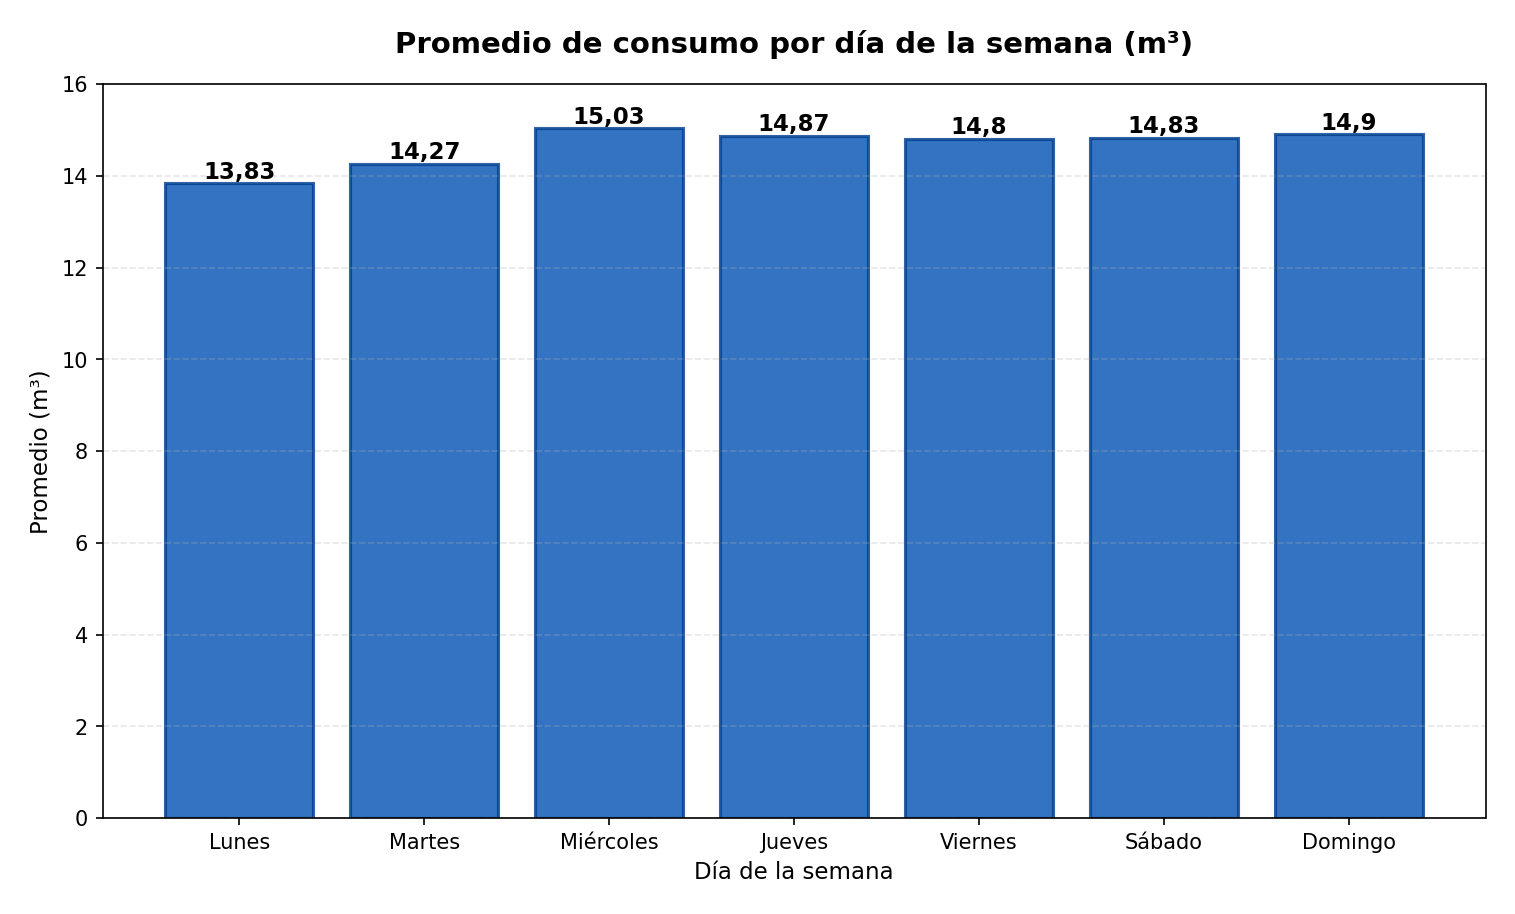 Promedio de consumo por día de la semana (m³)
Promedio (m³)
16
14
12
10
8
6
4
2
0
13,83
14,27
15,03
14,87
14,8
14,83
14,9
Lunes
Martes
Miércoles
Jueves
Viernes
Sábado
Domingo
Día de la semana